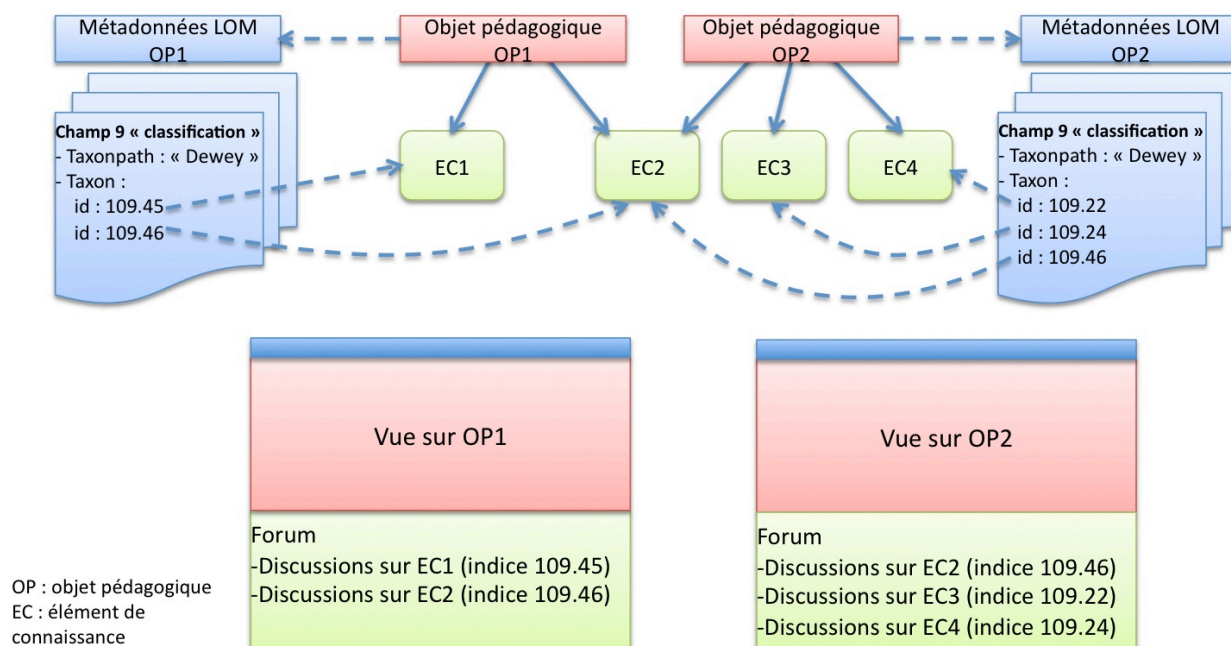 Métadonnées LOM
OP1
Objet pédagogique
OP1
Objet pédagogique
OP2
Métadonnées LOM
OP2
Champ 9 « classification »
- Taxonpath : « Dewey »
- Taxon :
id : 109.45
id : 109.46
EC1
EC2
EC3
EC4
Champ 9 « classification »
- Taxonpath : « Dewey »
- Taxon :
id : 109.22
id : 109.24
id : 109.46
Vue sur OP1
Forum
-Discussions sur EC1 (indice 109.45)
-Discussions sur EC2 (indice 109.46)
Vue sur OP2
Forum
-Discussions sur EC2 (indice 109.46)
-Discussions sur EC3 (indice 109.22)
-Discussions sur EC4 (indice 109.24)
OP : objet pédagogique
EC : élément de
connaissance